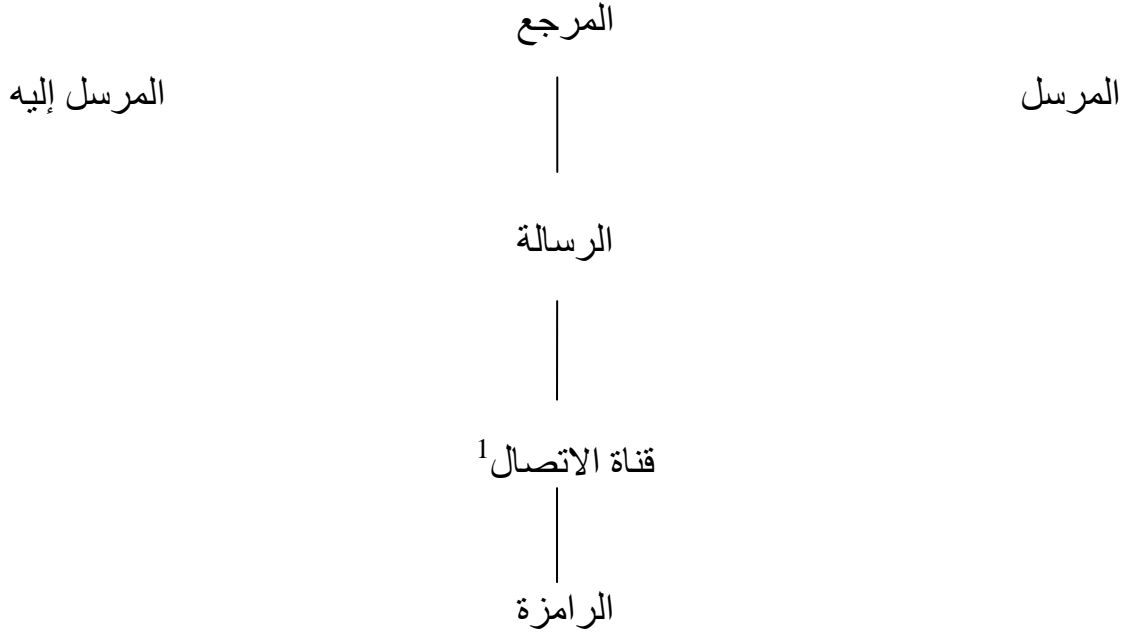 المرجع
المرسل المرسل إليه
الرسالة
قناة الاتصال1
الرامزة